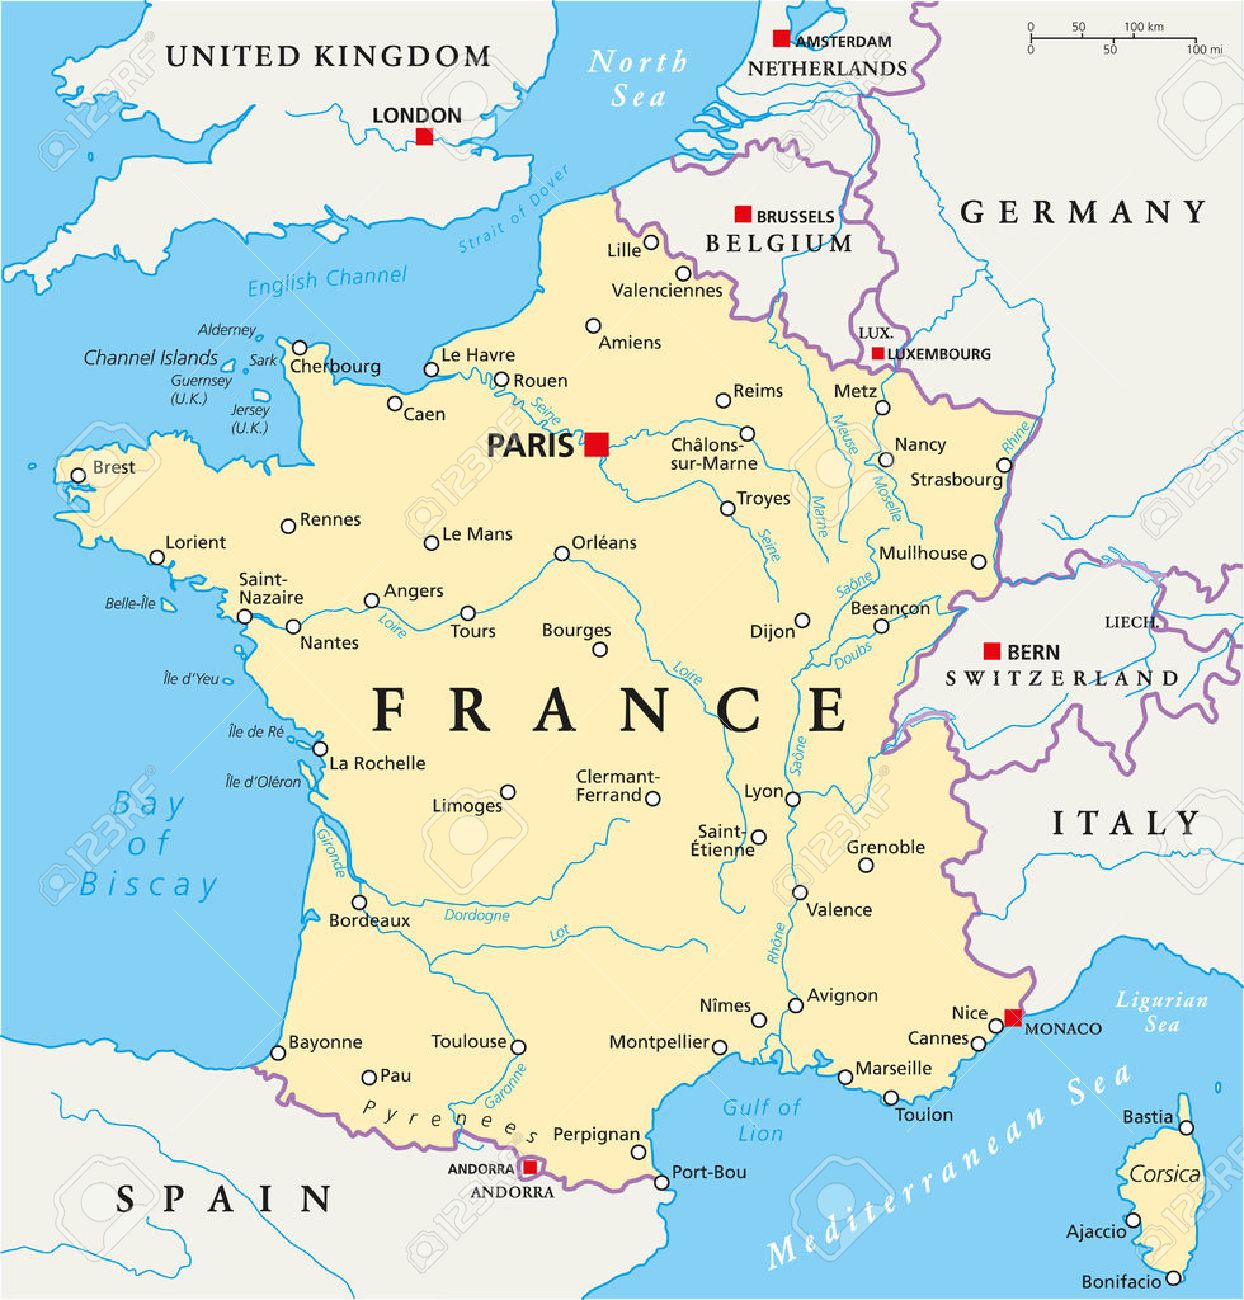 UNITED KINGDOM
LONDON
North
Sea
AMSTERDAM
NETHERLANDS
0 50 100 km
0 50 100 mi
GERMANY
BRUSSELS
BELGIUM
Strait of Dover
English Channel
Lille
Valenciennes
Amiens
LUX.
LUXEMBOURG
Alderney
Channel Islands
Sark
Guernsey
(U.K.)
Jersey
(U.K.)
Cherbourg
Le Havre
Rouen
Caen
Seine
Reims
Metz
PARIS
Châlons-
sur-Marne
Meuse
Nancy
Rhine
Strasbourg
Brest
Troyes
Marne
Moselle
Rennes
Le Mans
Orléans
Seine
Lorient
Mullhouse
Saint-
Nazaire
Belle-Île
Angers
Saône
Besançon
Loire
Nantes
Tours
Bourges
Dijon
Doubs
LIECH.
BERN
SWITZERLAND
Île d’Yeu
Loire
FRANCE
Île de Ré
La Rochelle
Île d’Oléron
Saône
Clermant-
Ferrand
Limoges
Lyon
Bay
of
Biscay
Gironde
Saint-
Étienne
Grenoble
ITALY
Bordeaux
Dordogne
Valence
Lot
Rhône
Nîmes
Avignon
Nice
MONACO
Ligurian
Sea
Bayonne
Toulouse
Montpellier
Cannes
Pau
Garonne
Marseille
Pyrenees
Gulf of
Lion
Toulon
Mediterranean Sea
Perpignan
Port-Bou
ANDORRA
ANDORRA
SPAIN
Bastia
Corsica
Ajaccio
Bonifacio
123RF